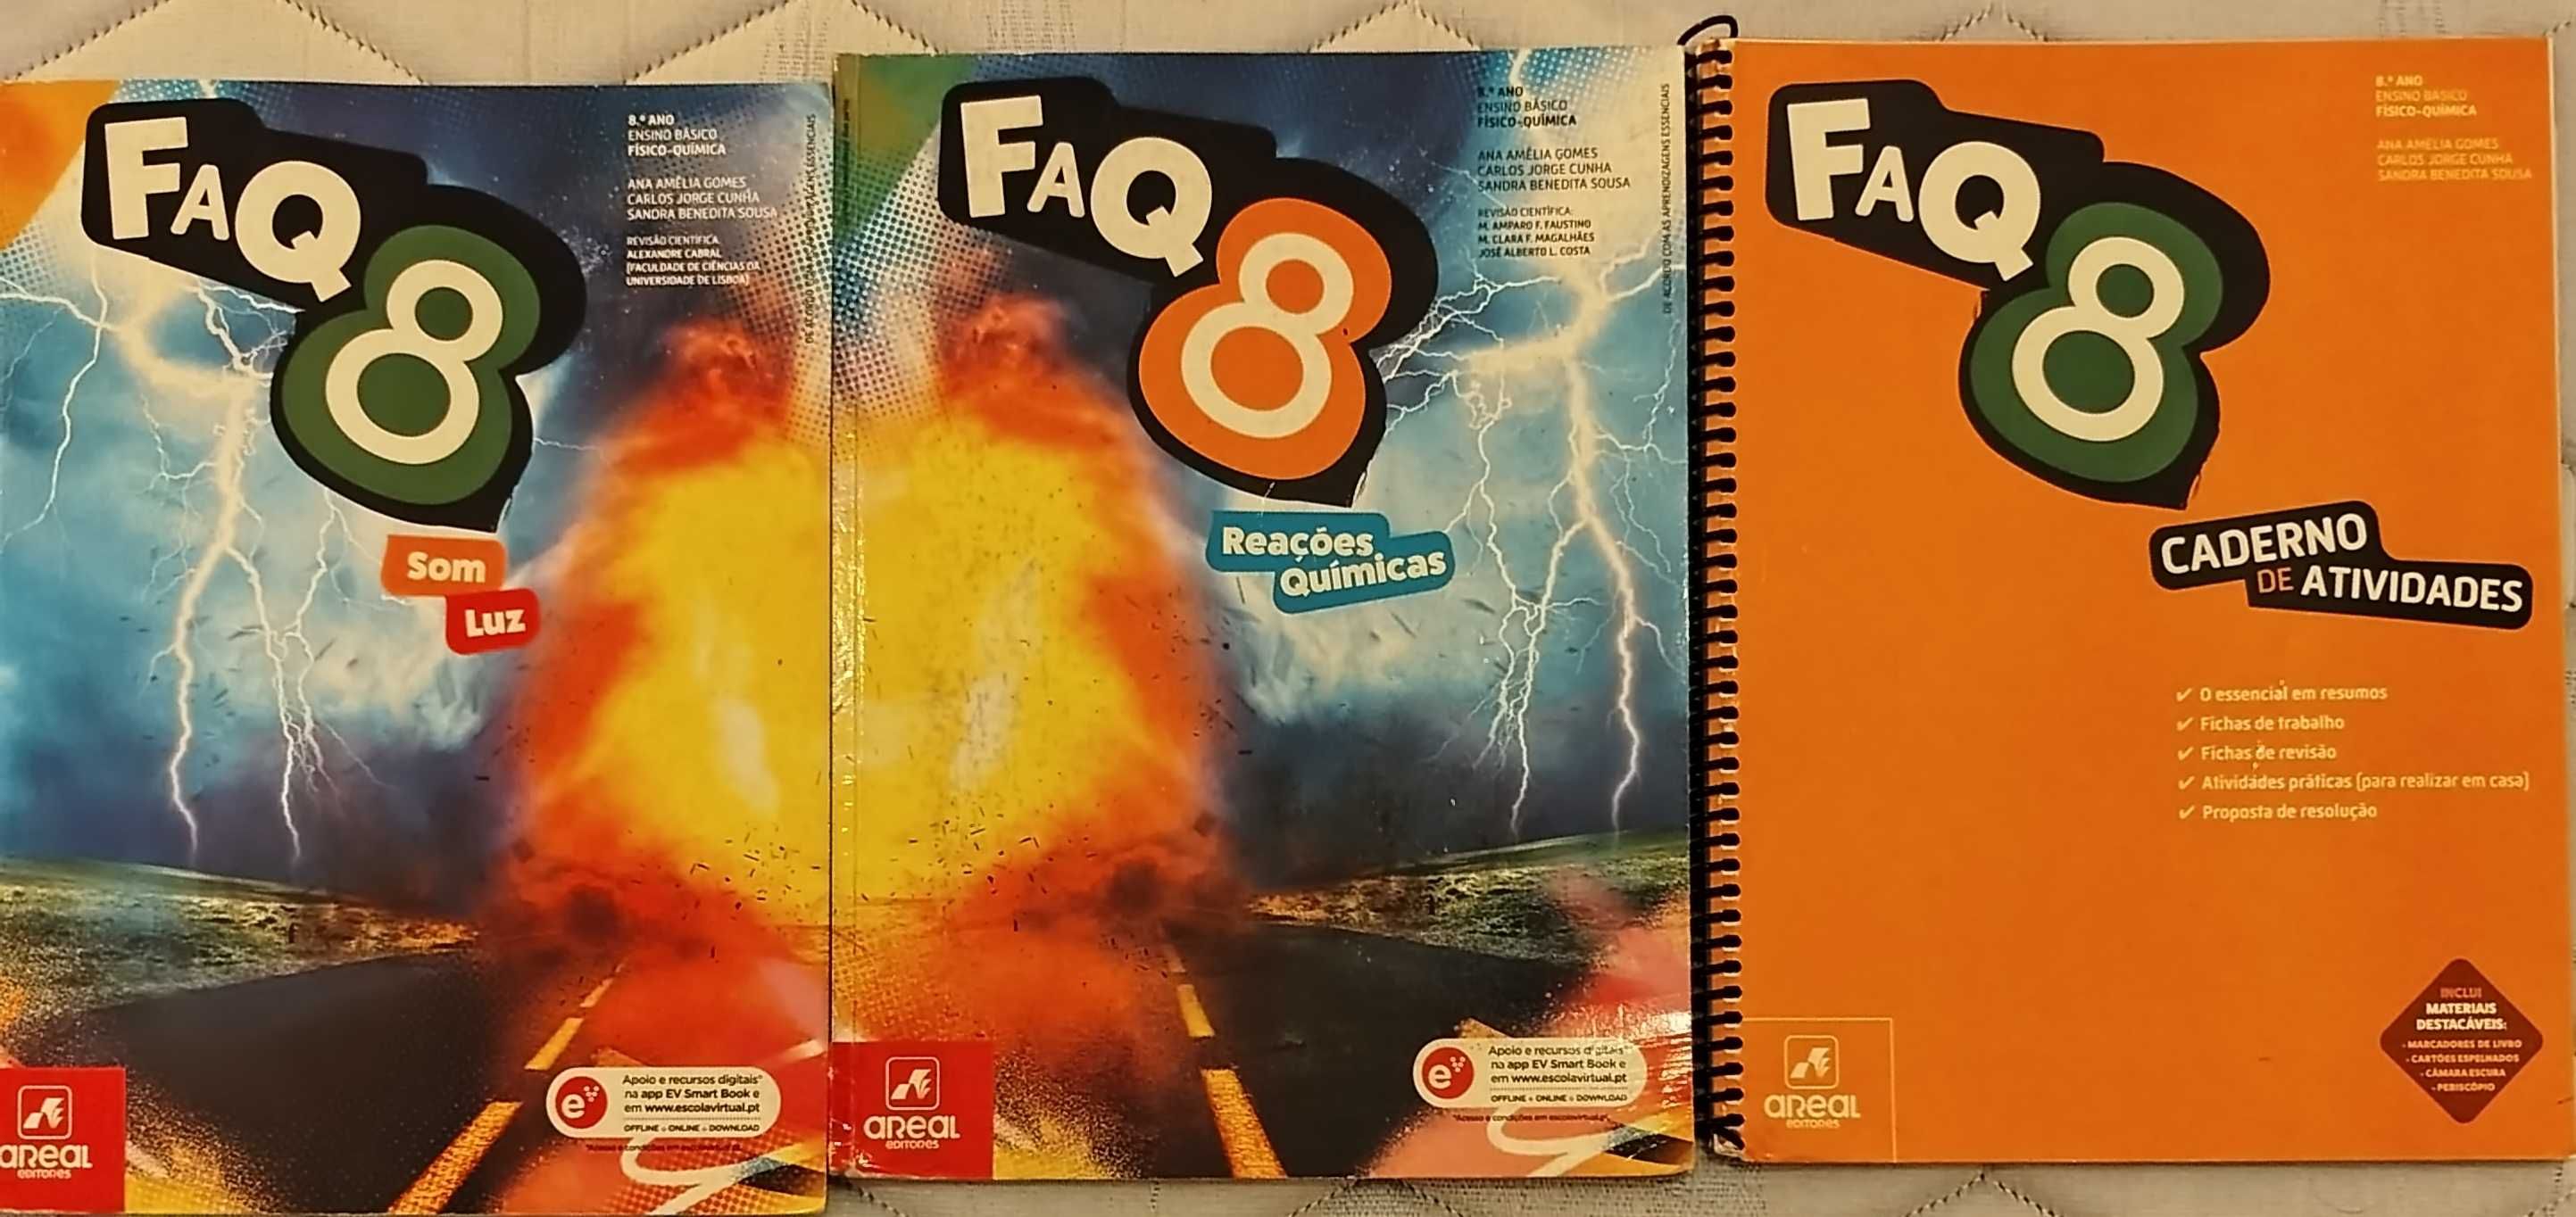 FAQ
8
Som
Luz
8.º ANO
ENSINO BÁSICO
FÍSICO-QUÍMICA
ANA AMÉLIA GOMES
CARLOS JORGE CUNHA
SANDRA BENEDITA SOUSA
REVISÃO CIENTÍFICA:
ALEXANDRE CABRAL
(FACULDADE DE CIÊNCIAS DA
UNIVERSIDADE DE LISBOA)
e
Apoio e recursos digitais*
na app EV Smart Book e
em www.escolavirtual.pt
OFFLINE + ONLINE + DOWNLOAD
AREAL
EDITORES
FAQ
8
Reações
Químicas
8.º ANO
ENSINO BÁSICO
FÍSICO-QUÍMICA
ANA AMÉLIA GOMES
CARLOS JORGE CUNHA
SANDRA BENEDITA SOUSA
REVISÃO CIENTÍFICA:
M. AMPARO F. FAUSTINO
M. CLARA F. MAGALHÃES
JOSÉ ALBERTO L. COSTA
DE ACORDO COM AS APRENDIZAGENS ESSENCIAIS
e
Apoio e recursos digitais*
na app EV Smart Book e
em www.escolavirtual.pt
OFFLINE + ONLINE + DOWNLOAD
*Acesso e condições em escolavirtual.pt
AREAL
EDITORES
FAQ
8
CADERNO
DE ATIVIDADES
8.º ANO
ENSINO BÁSICO
FÍSICO-QUÍMICA
ANA AMÉLIA GOMES
CARLOS JORGE CUNHA
SANDRA BENEDITA SOUSA
✓ O essencial em resumos
✓ Fichas de trabalho
✓ Fichas de revisão
✓ Atividades práticas (para realizar em casa)
✓ Proposta de resolução
INCLUI
MATERIAIS
DESTACÁVEIS:
- MARCADORES DE LIVRO
- CARTÕES ESPELHADOS
- CÂMARA ESCURA
- PERISCÓPIO
AREAL
EDITORES